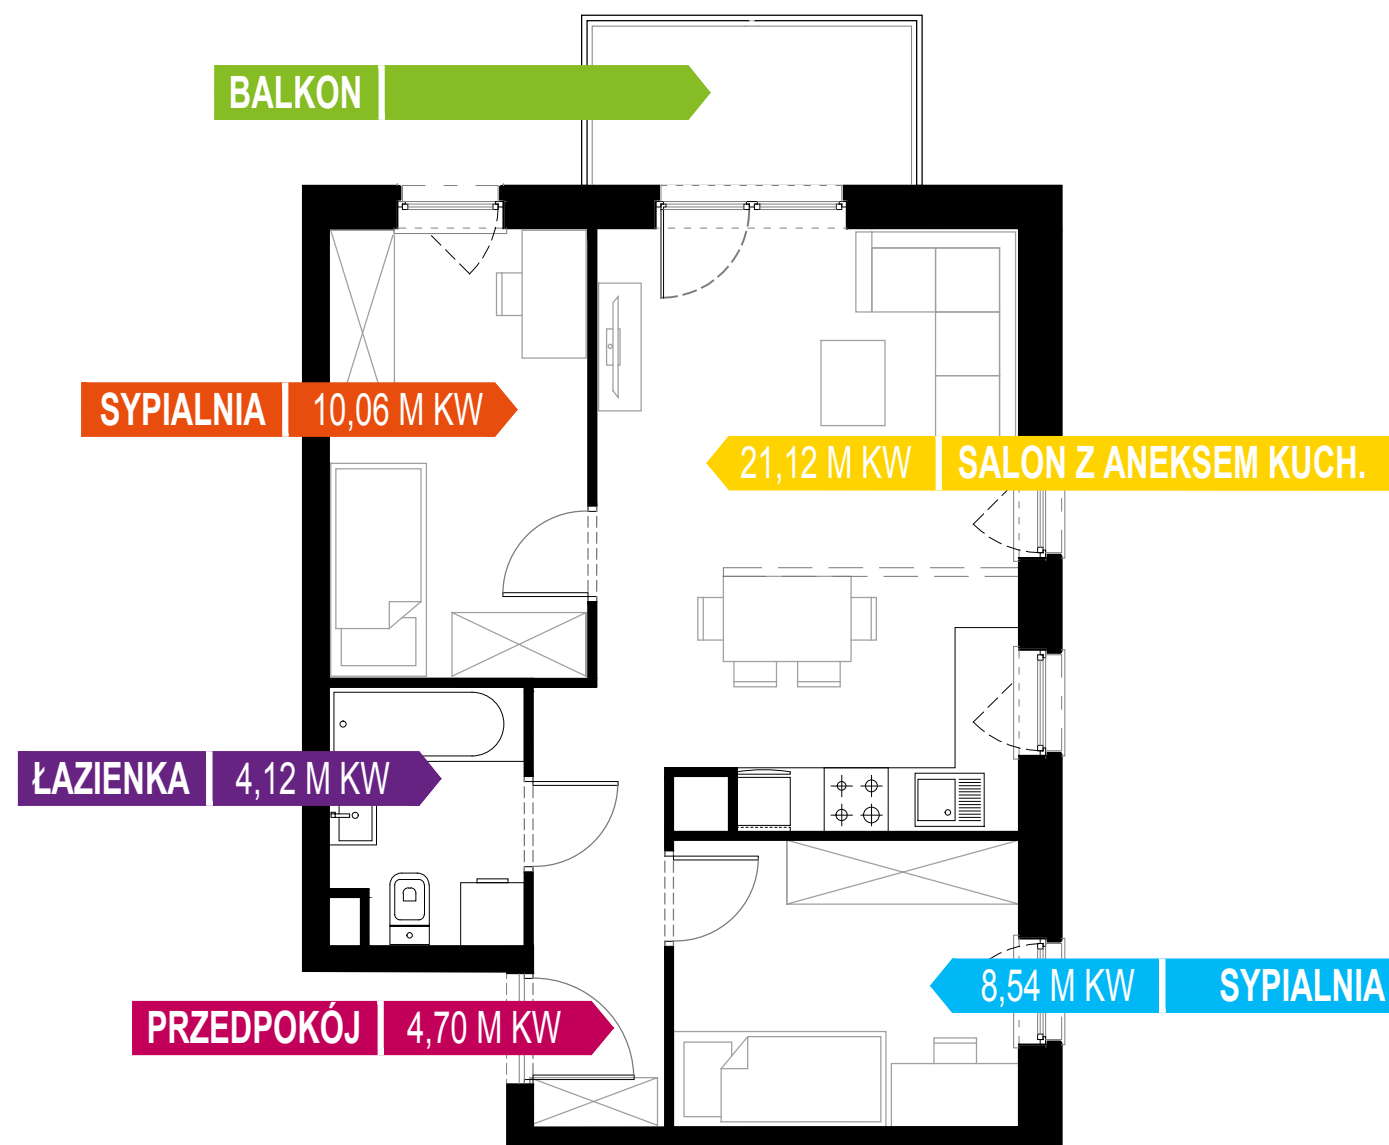 BALKON
SYPIALNIA 10,06 M KW
21,12 M KW SALON Z ANEKSEM KUCH.
ŁAZIENKA 4,12 M KW
8,54 M KW SYPIALNIA
PRZEDPOKÓJ 4,70 M KW